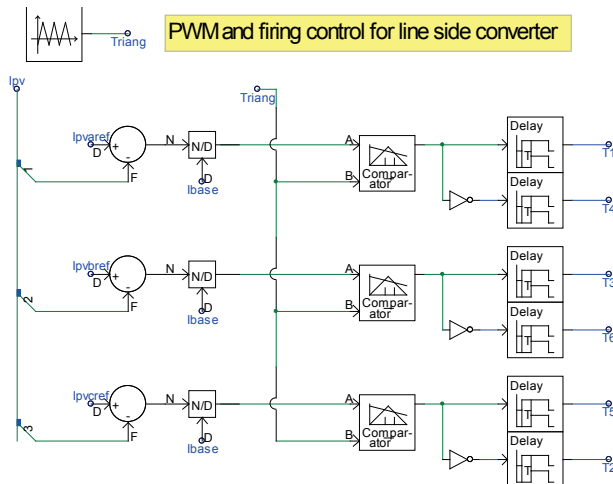 PWM and firing control for line side converter
Triang
Ipv
Triang
Ipvaref
D
+
-
F
N
N/D
D
Ibase
A
B
Compar-
ator
Delay
T
T1
Delay
T
T4
1
Ipvbref
D
+
-
F
N
N/D
D
Ibase
A
B
Compar-
ator
Delay
T
T3
Delay
T
T6
2
Ipvcref
D
+
-
F
N
N/D
D
Ibase
A
B
Compar-
ator
Delay
T
T5
Delay
T
T2
3